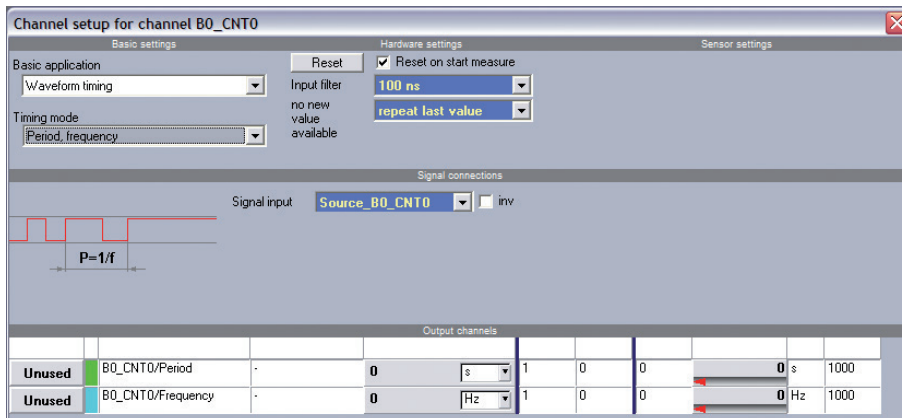 Channel setup for channel B0_CNT0
Basic settings
Hardware settings
Sensor settings
Basic application
Waveform timing
Timing mode
Period, frequency
Reset
Reset on start measure
Input filter
100 ns
no new
value
available
repeat last value
Signal connections
Signal input
Source_B0_CNT0
inv
P=1/f
Output channels
Unused B0_CNT0/Period - 0 s 1 0 0 0 s 1000
Unused B0_CNT0/Frequency - 0 Hz 1 0 0 0 Hz 1000